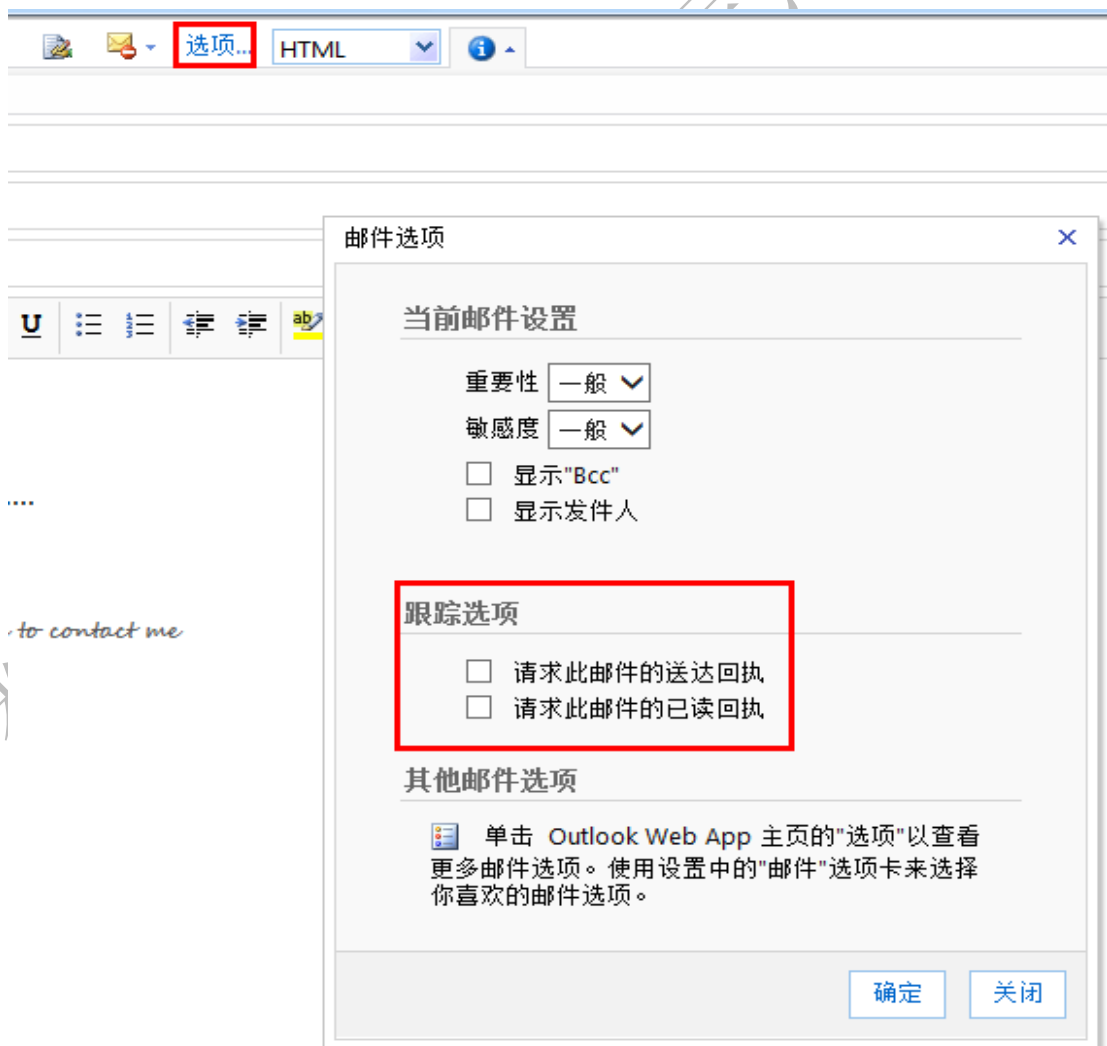 选项...
HTML
邮件选项
当前邮件设置
重要性 一般
敏感度 一般
显示"Bcc"
显示发件人
....
to contact me
跟踪选项
请求此邮件的送达回执
请求此邮件的已读回执
其他邮件选项
单击 Outlook Web App 主页的"选项"以查看
更多邮件选项。使用设置中的"邮件"选项卡来选择
你喜欢的邮件选项。
确定 关闭